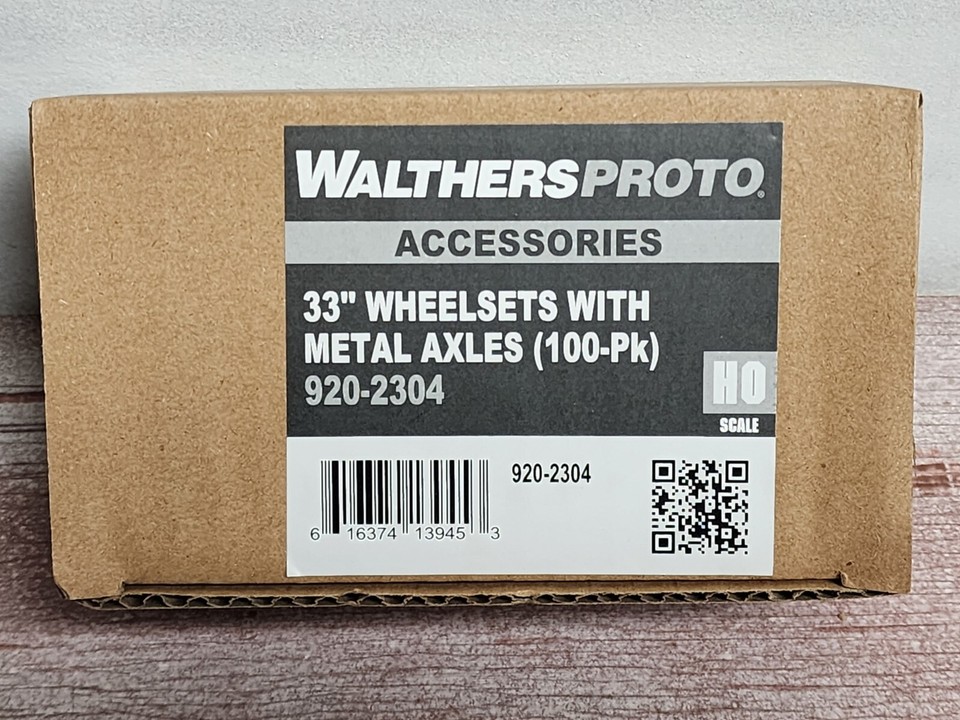 WALTHERSPROTO®
ACCESSORIES
33" WHEELSETS WITH
METAL AXLES (100-Pk)
920-2304
HO
SCALE
920-2304
6 16374 13945 3